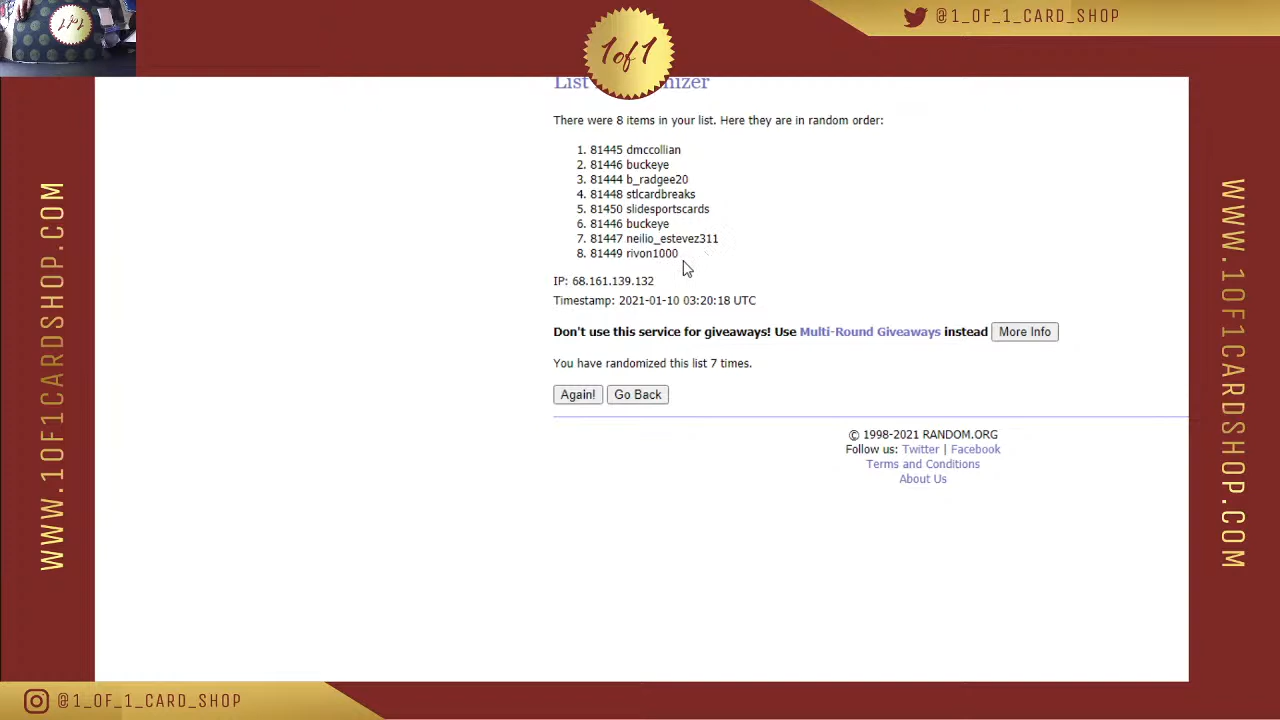 1of1
1of1
@1_OF_1_CARD_SHOP
List
nizer
There were 8 items in your list. Here they are in random order:
1. 81445 dmccollian
2. 81446 buckeye
3. 81444 b_radgee20
4. 81448 stlcardbreaks
5. 81450 slidesportscards
6. 81446 buckeye
7. 81447 neilio_estevez311
8. 81449 rivon1000
IP: 68.161.139.132
Timestamp: 2021-01-10 03:20:18 UTC
Don't use this service for giveaways! Use Multi-Round Giveaways instead More Info
You have randomized this list 7 times.
Again! Go Back
© 1998-2021 RANDOM.ORG
Follow us: Twitter | Facebook
Terms and Conditions
About Us
WWW.1OF1CARDSHOP.COM
WWW.1OF1CARDSHOP.COM
@1_OF_1_CARD_SHOP